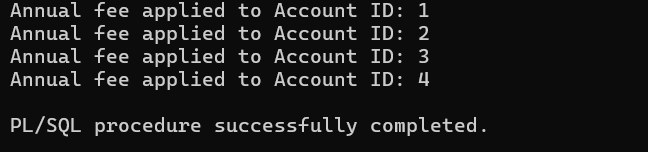 Annual fee applied to Account ID: 1
Annual fee applied to Account ID: 2
Annual fee applied to Account ID: 3
Annual fee applied to Account ID: 4
PL/SQL procedure successfully completed.